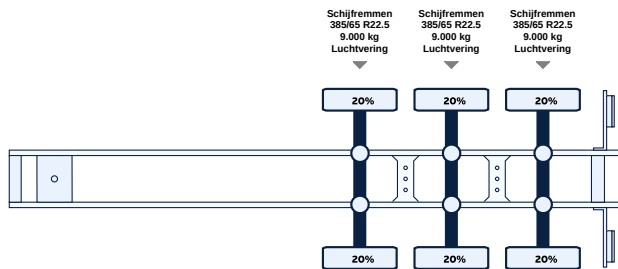 Schijfremmen
385/65 R22.5
9.000 kg
Luchtvering
Schijfremmen
385/65 R22.5
9.000 kg
Luchtvering
Schijfremmen
385/65 R22.5
9.000 kg
Luchtvering
20%
20%
20%
20%
20%
20%